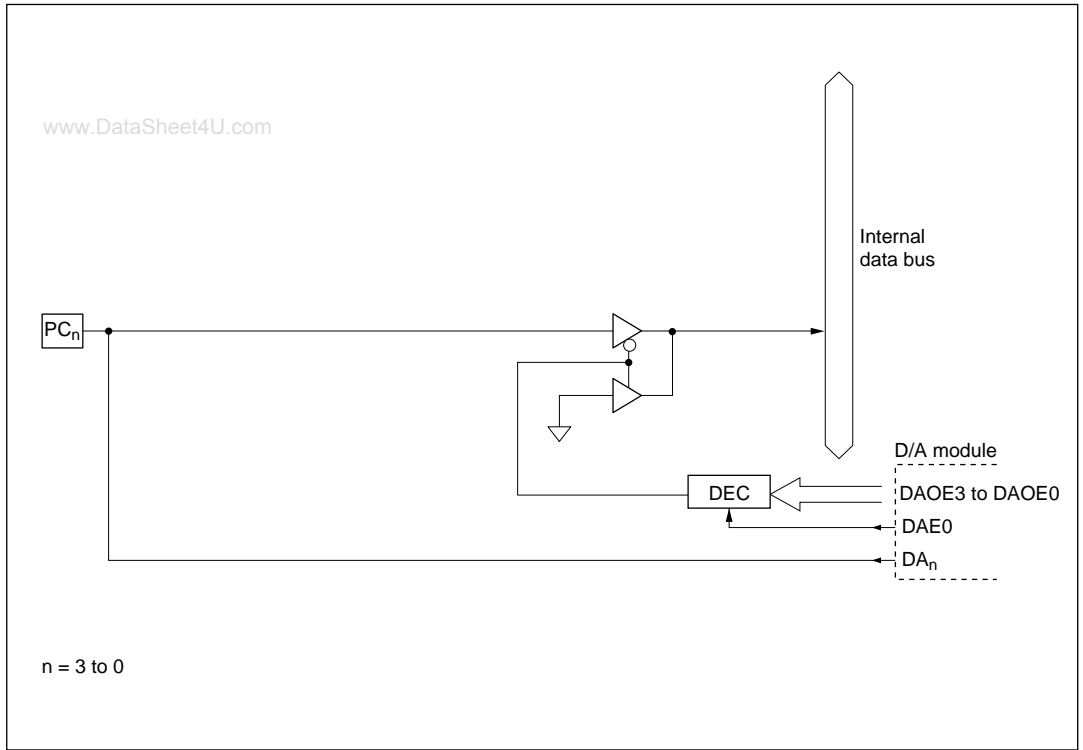 www.DataSheet4U.com
Internal
data bus
PCn
D/A module
DEC
DAOE3 to DAOE0
DAE0
DAn
n = 3 to 0